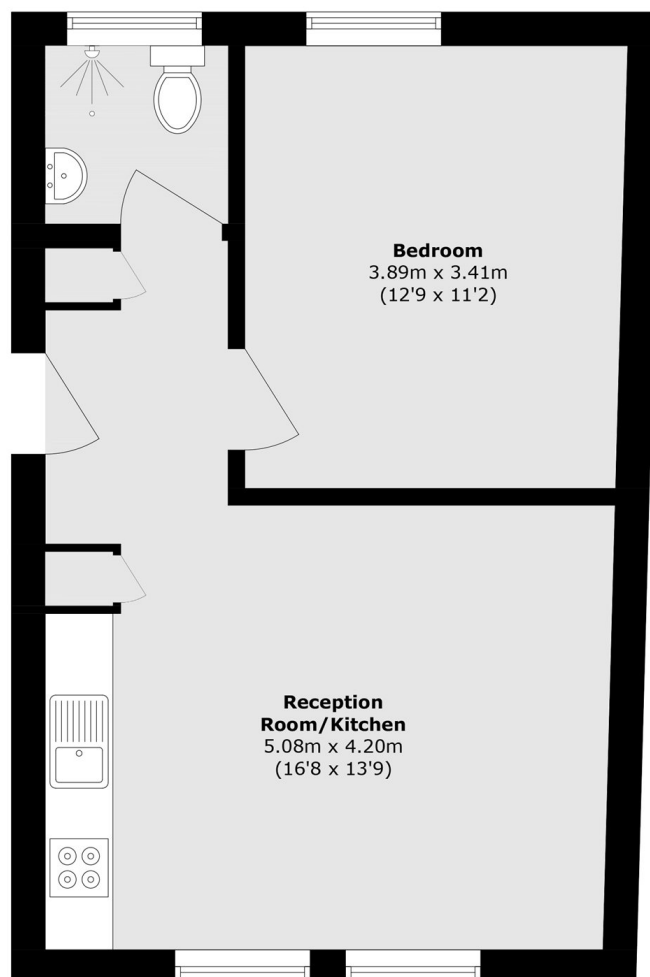 Bedroom
3.89m x 3.41m
(12'9 x 11'2)
Reception
Room/Kitchen
5.08m x 4.20m
(16'8 x 13'9)